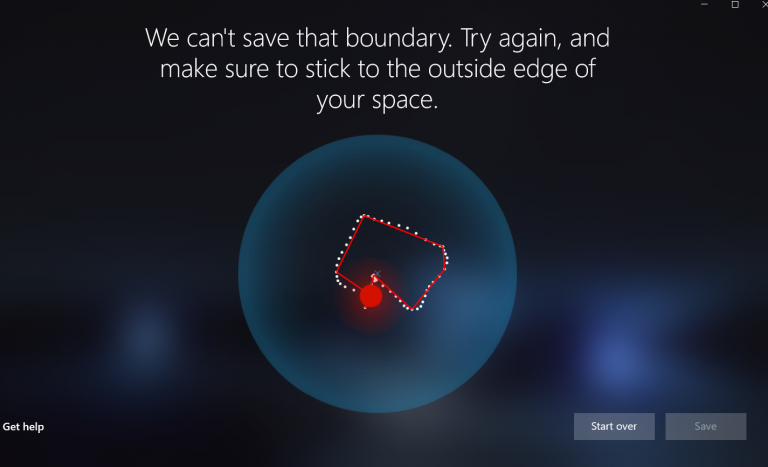 We can't save that boundary. Try again, and
make sure to stick to the outside edge of
your space.
Get help
Start over
Save